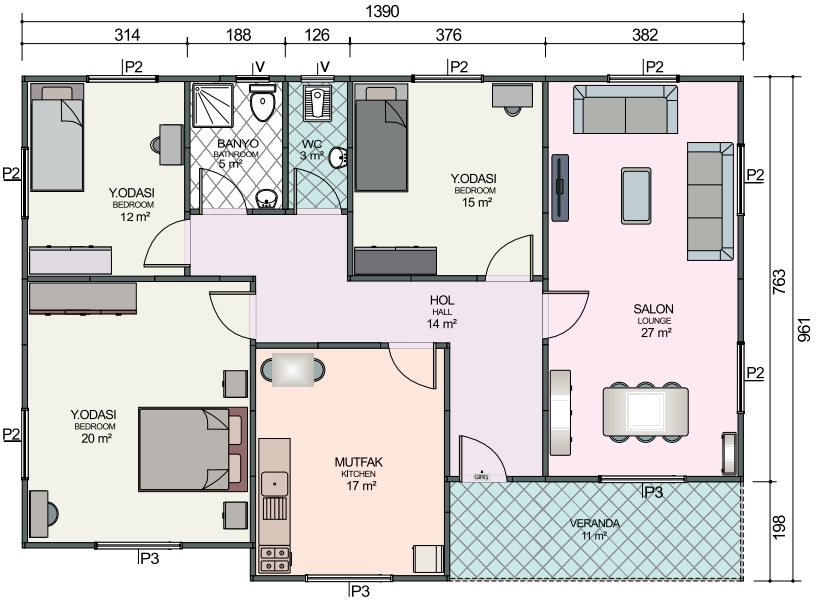 1390
314 188 126 376 382
P2 V V P2 P2
BANYO
BATHROOM
5 m²
WC
3 m²
P2
P2
Y.ODASI
BEDROOM
12 m²
Y.ODASI
BEDROOM
15 m²
763
961
HOL
HALL
14 m²
SALON
LOUNGE
27 m²
P2
Y.ODASI
BEDROOM
20 m²
P2
MUTFAK
KITCHEN
17 m²
GİRİŞ
P3
VERANDA
11 m²
198
P3
P3